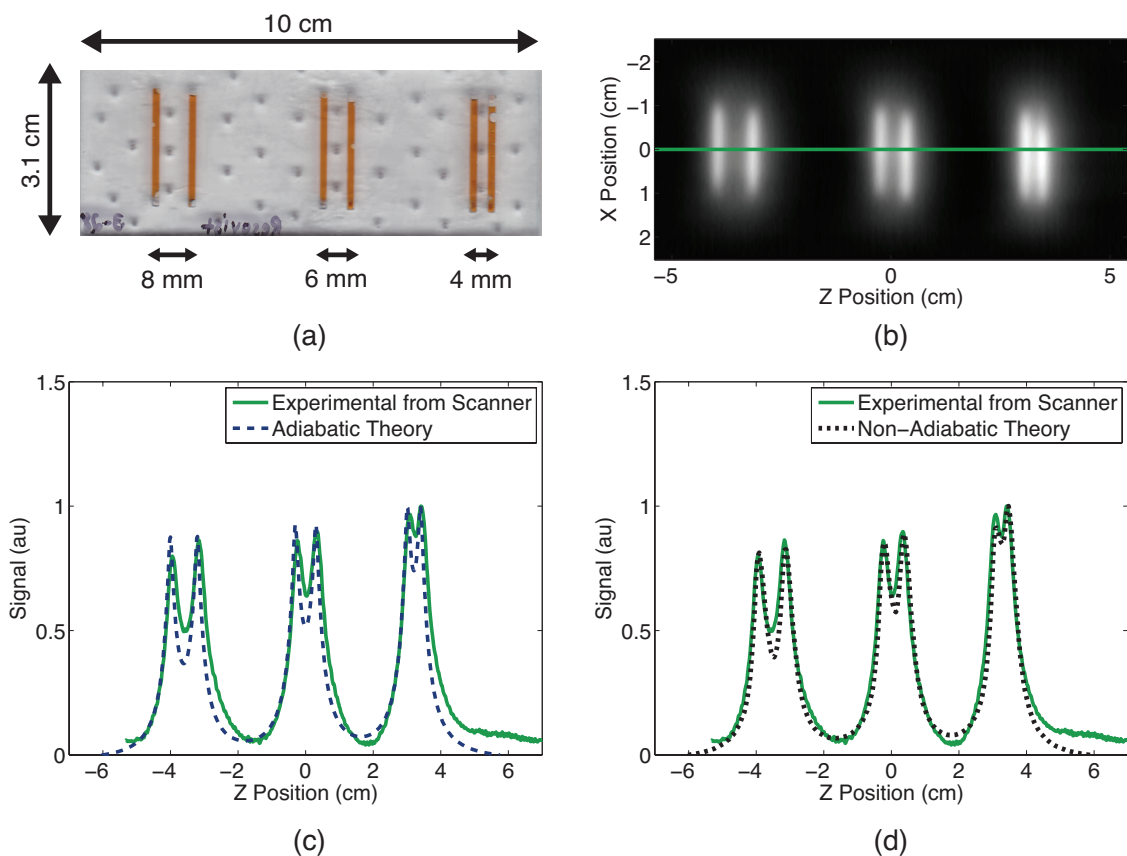 10 cm
3.1 cm
8 mm
6 mm
4 mm
(a)
X Position (cm)
-2
-1
0
1
2
-5
0
5
Z Position (cm)
(b)
Signal (au)
1.5
1
0.5
0
Experimental from Scanner
Adiabatic Theory
−6
−4
−2
0
2
4
6
Z Position (cm)
(c)
Signal (au)
1.5
1
0.5
0
Experimental from Scanner
Non−Adiabatic Theory
−6
−4
−2
0
2
4
6
Z Position (cm)
(d)